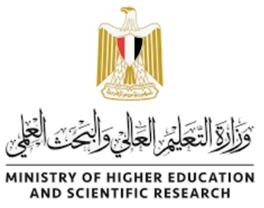 وزارة التعليم العالي والبحث العلمي
MINISTRY OF HIGHER EDUCATION
AND SCIENTIFIC RESEARCH